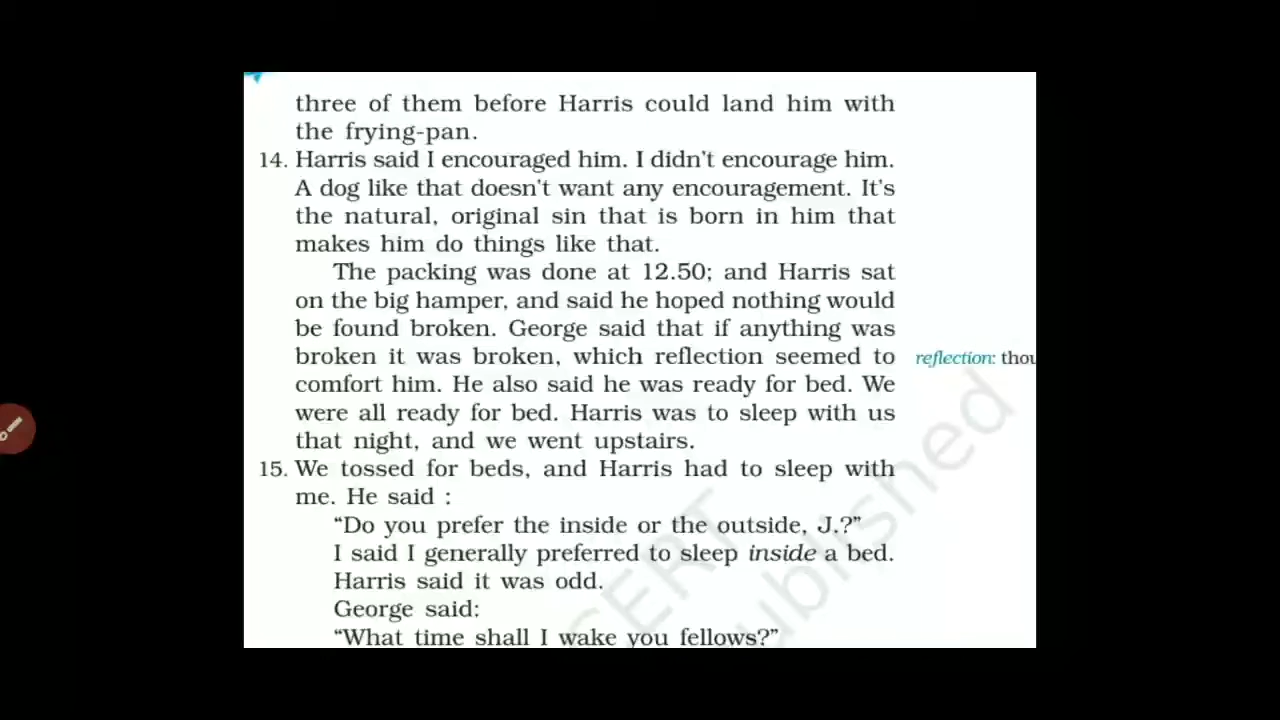 three of them before Harris could land him with
the frying-pan.
14. Harris said I encouraged him. I didn't encourage him.
A dog like that doesn't want any encouragement. It's
the natural, original sin that is born in him that
makes him do things like that.
The packing was done at 12.50; and Harris sat
on the big hamper, and said he hoped nothing would
be found broken. George said that if anything was
broken it was broken, which reflection seemed to
reflection: thou
comfort him. He also said he was ready for bed. We
were all ready for bed. Harris was to sleep with us
that night, and we went upstairs.
15. We tossed for beds, and Harris had to sleep with
me. He said :
“Do you prefer the inside or the outside, J.?”
I said I generally preferred to sleep inside a bed.
Harris said it was odd.
George said:
“What time shall I wake you fellows?”